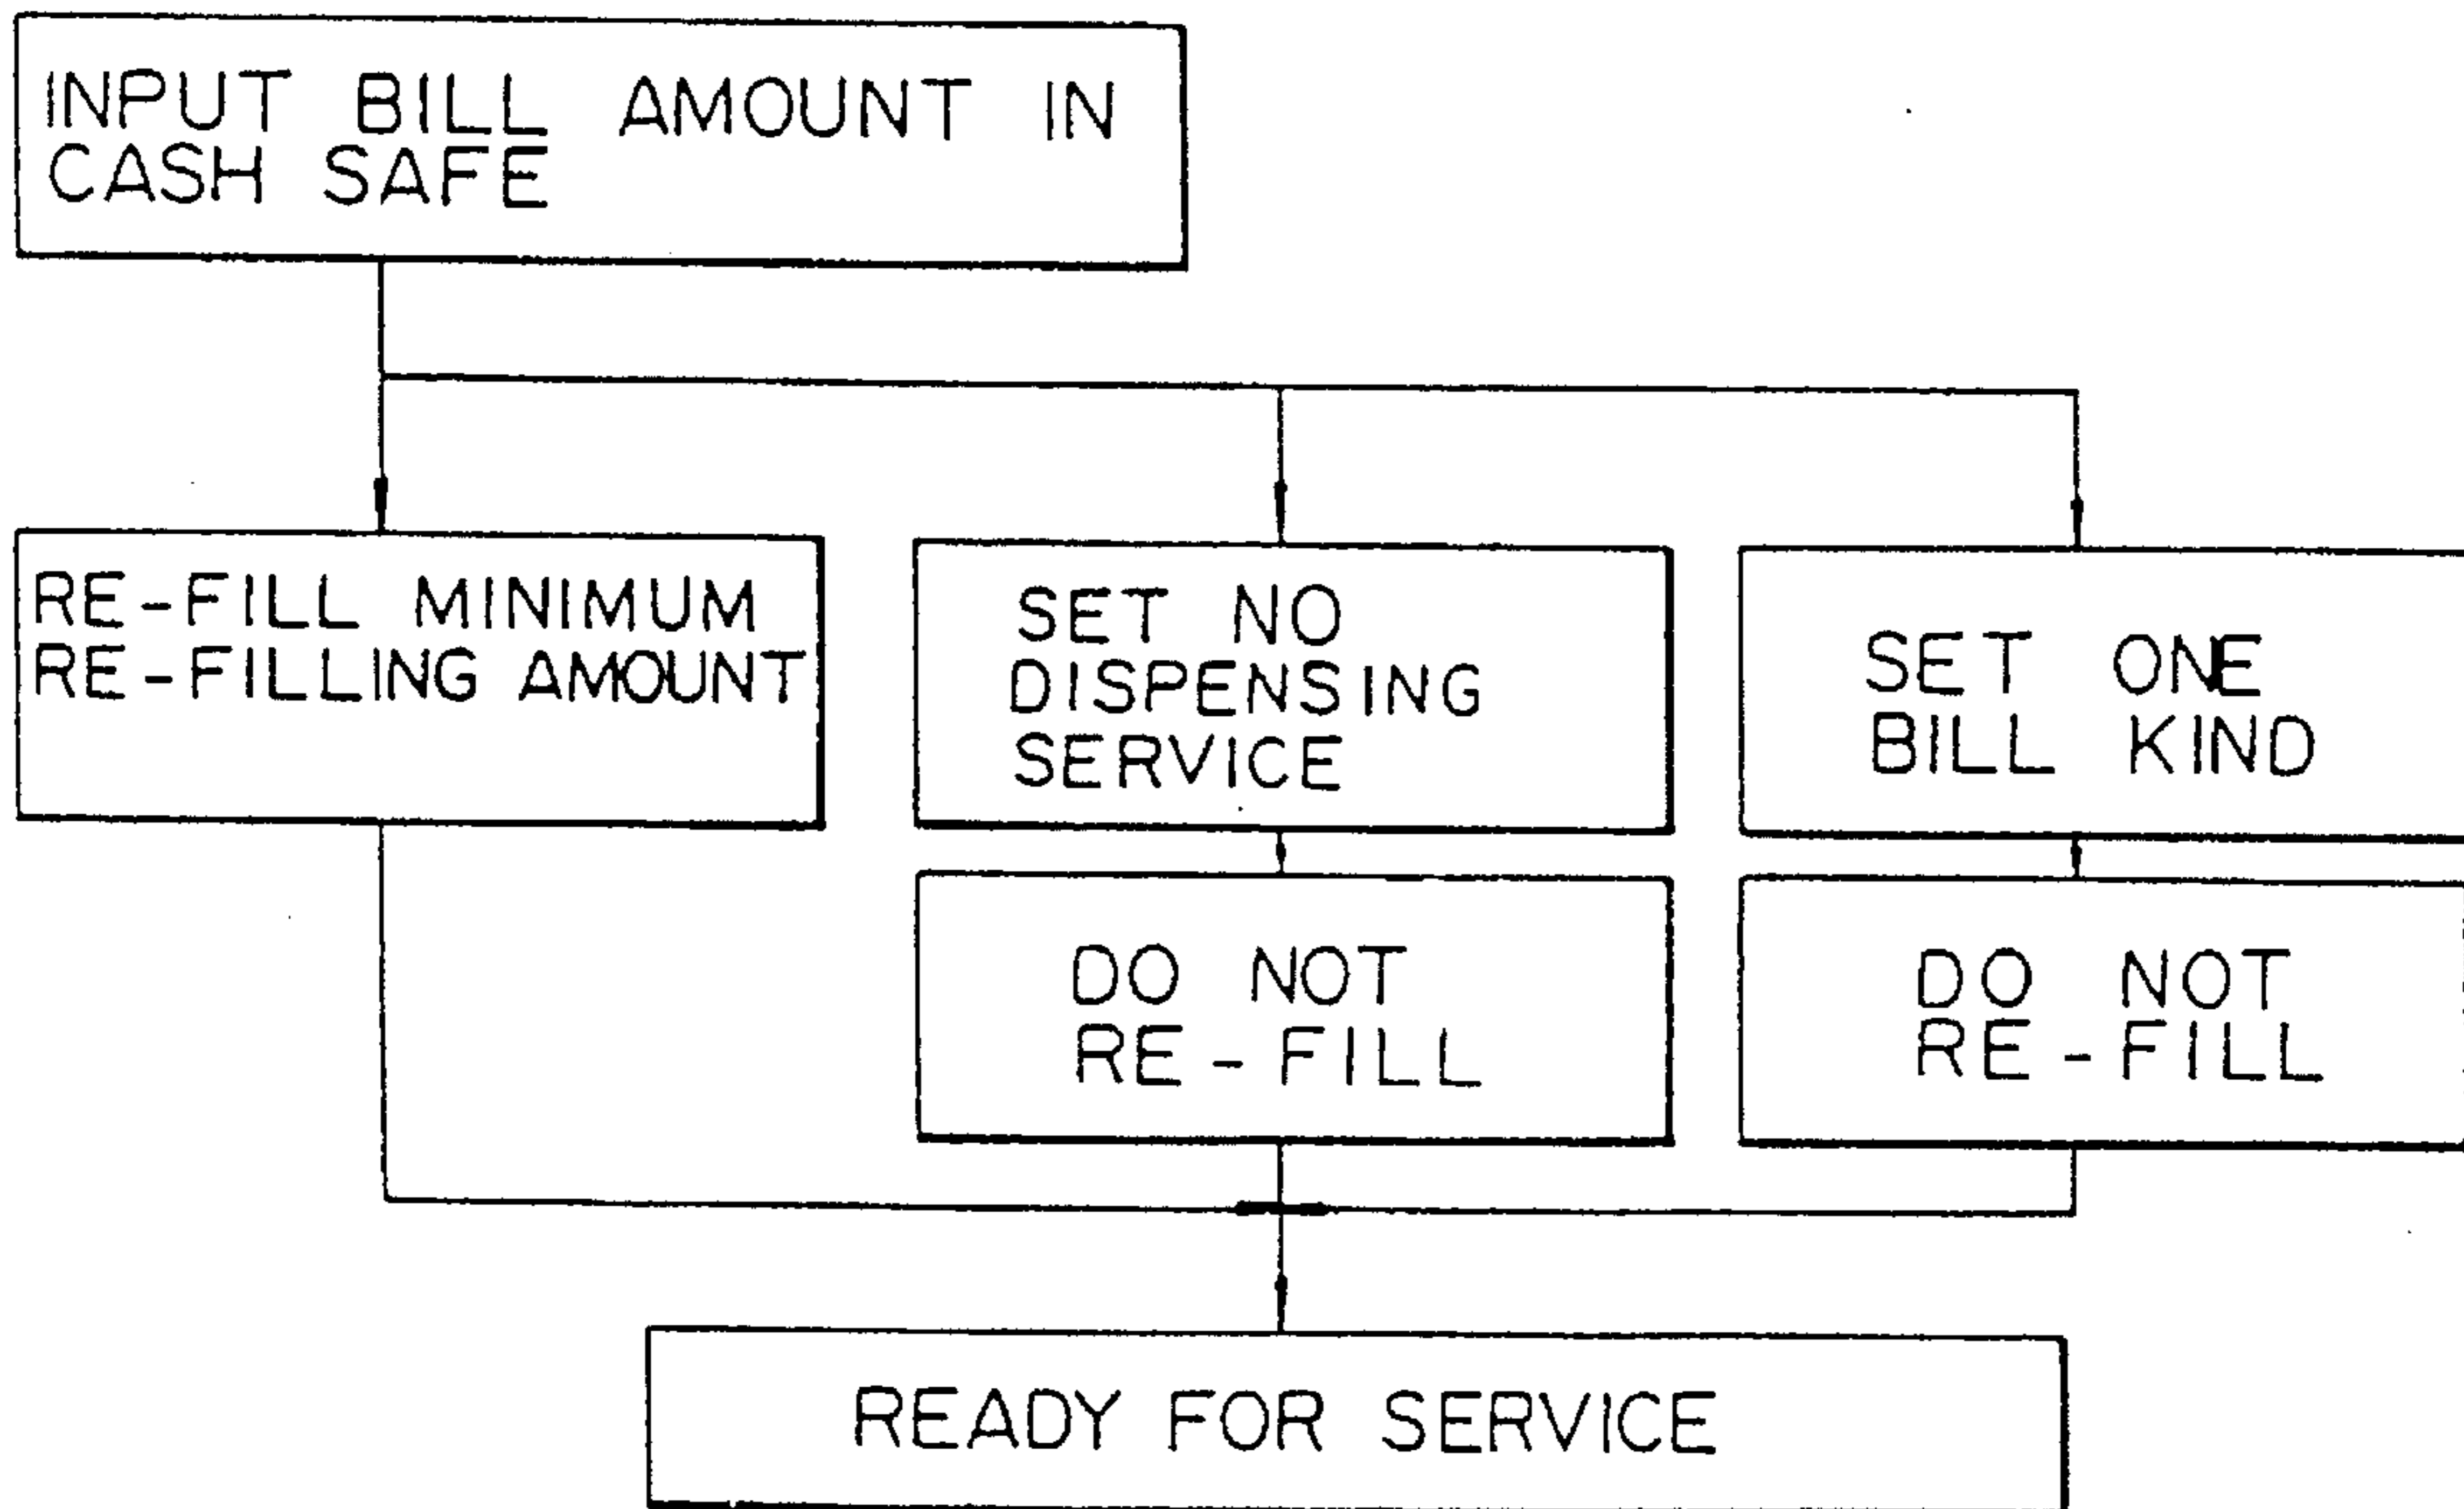 INPUT BILL AMOUNT IN
CASH SAFE
RE-FILL MINIMUM
RE-FILLING AMOUNT
SET NO
DISPENSING
SERVICE
SET ONE
BILL KIND
DO NOT
RE-FILL
DO NOT
RE-FILL
READY FOR SERVICE